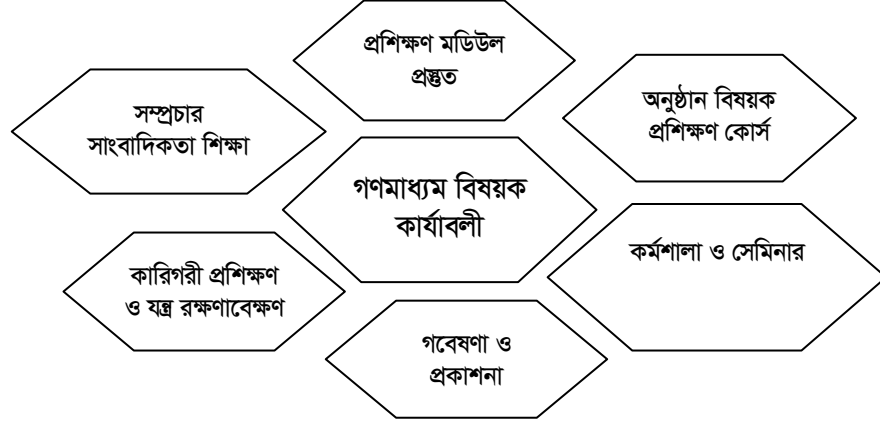 প্রশিক্ষণ মডিউল
প্রস্তুত
সম্প্রচার
সাংবাদিকতা শিক্ষা
অনুষ্ঠান বিষয়ক
প্রশিক্ষণ কোর্স
গণমাধ্যম বিষয়ক
কার্যাবলী
কারিগরী প্রশিক্ষণ
ও যন্ত্র রক্ষণাবেক্ষণ
কর্মশালা ও সেমিনার
গবেষণা ও
প্রকাশনা